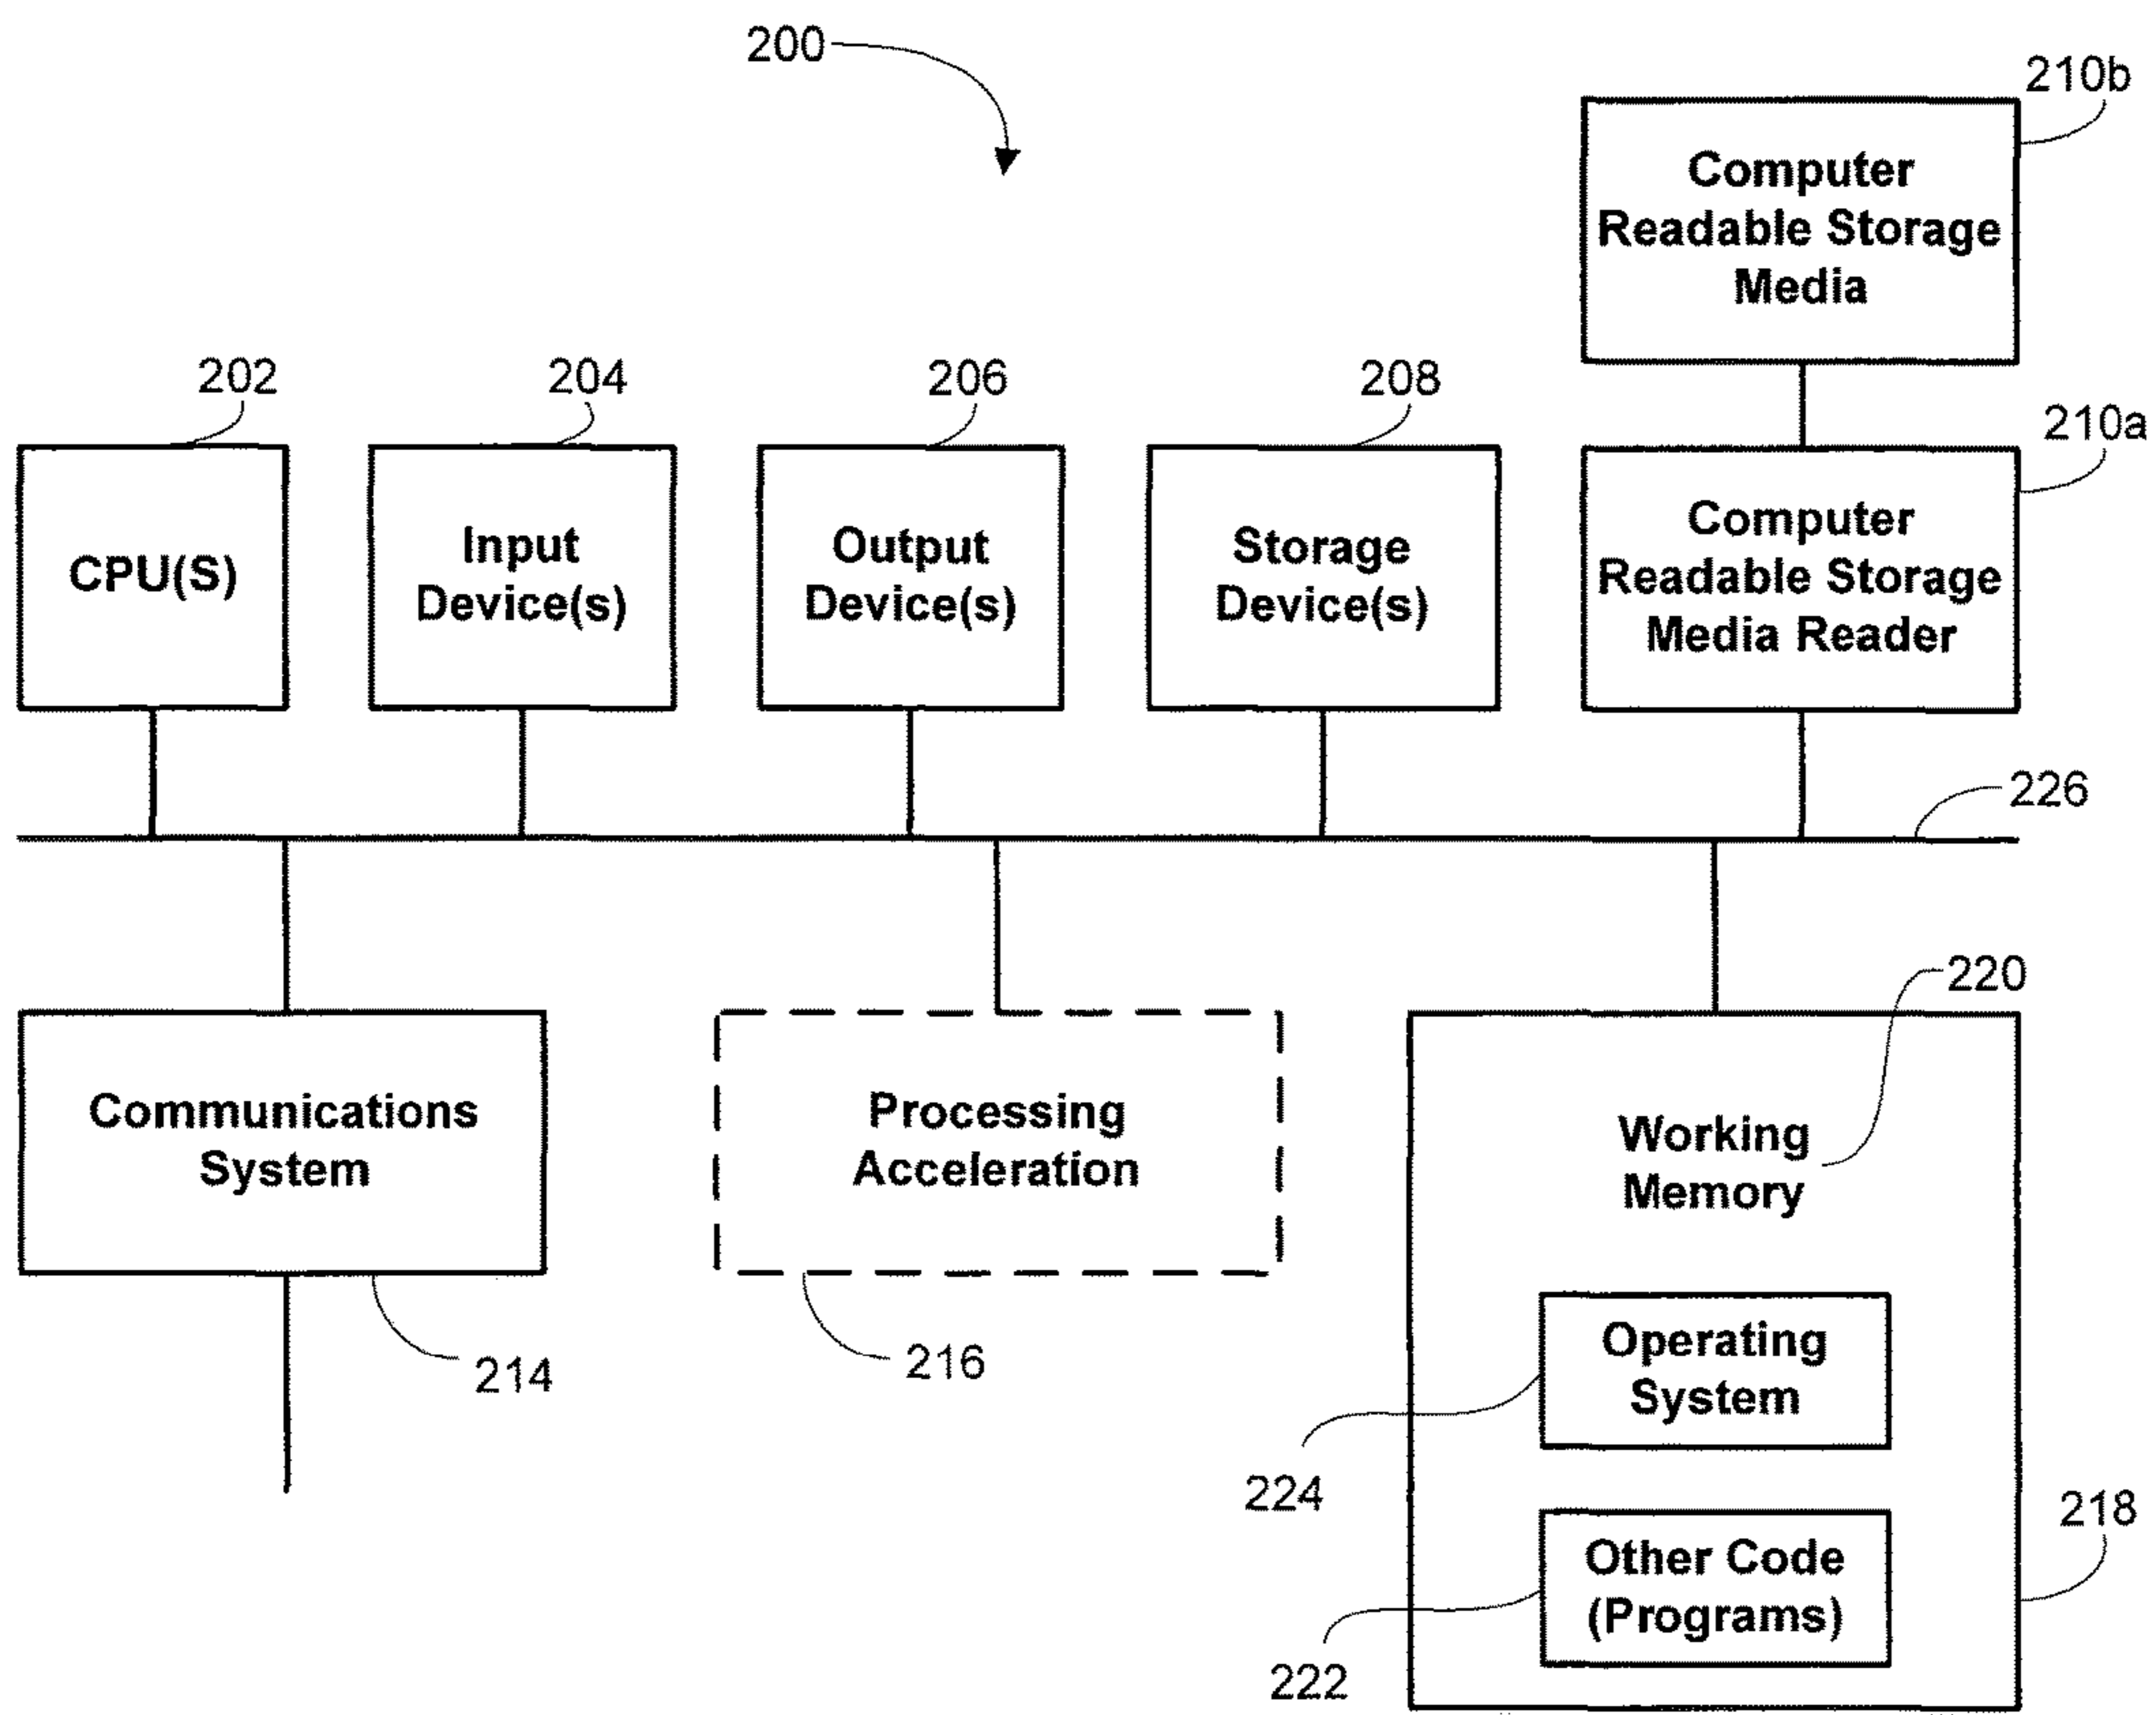 200
210b
Computer
Readable Storage
Media
202
204
206
208
210a
CPU(S)
Input
Device(s)
Output
Device(s)
Storage
Device(s)
Computer
Readable Storage
Media Reader
226
220
Communications
System
Processing
Acceleration
Working
Memory
214
216
Operating
System
224
218
Other Code
(Programs)
222